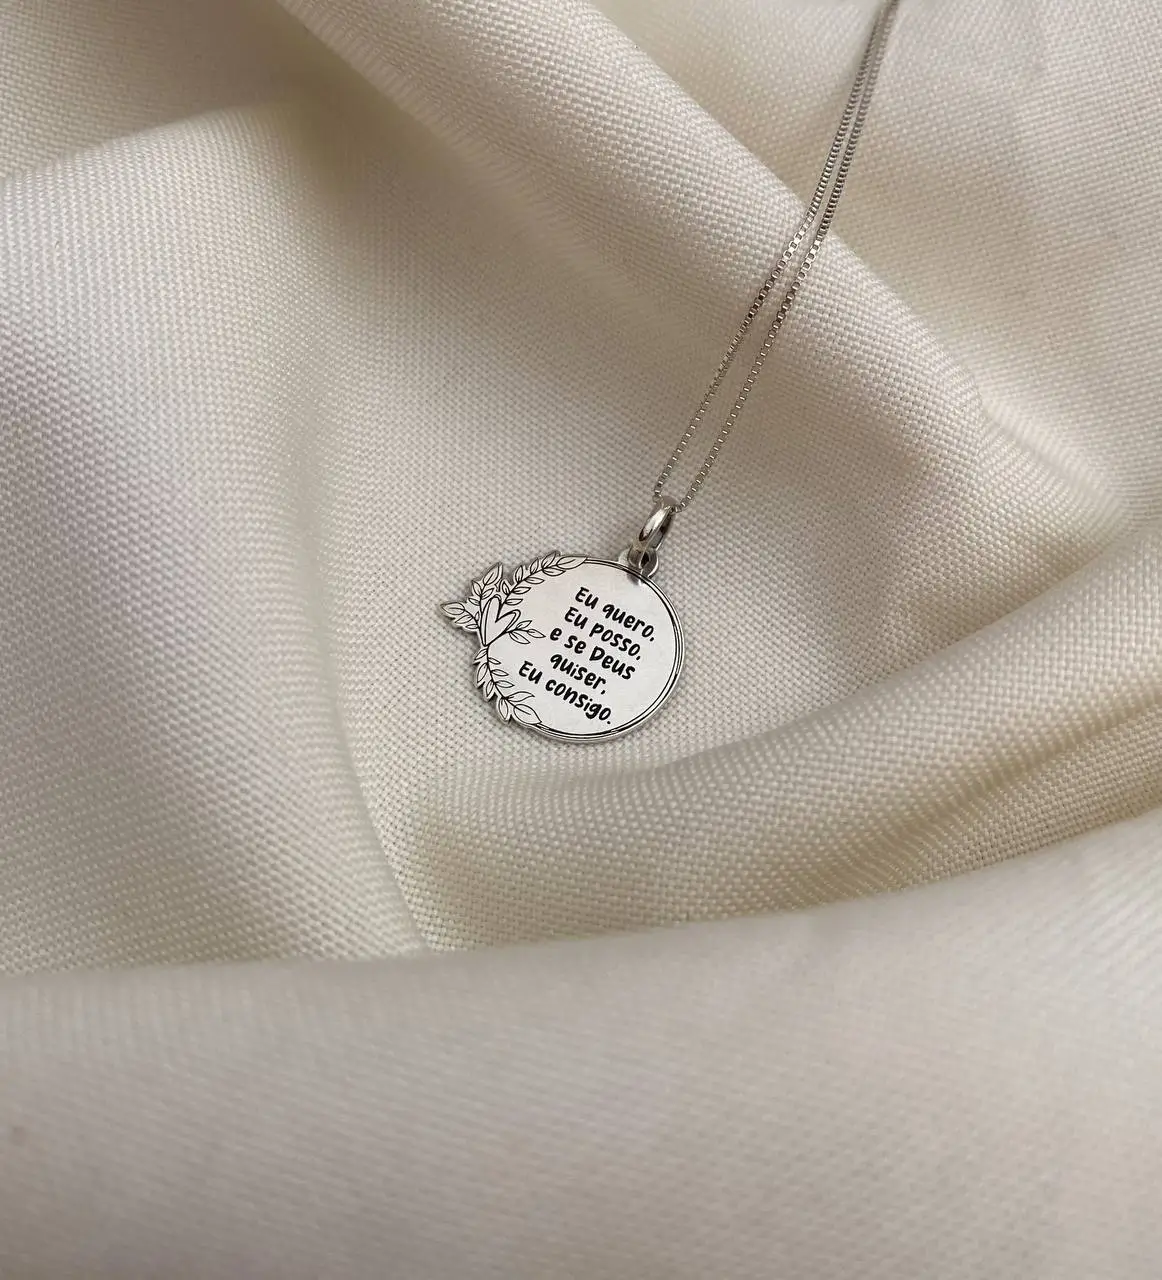 Eu quero.
Eu posso.
e se Deus
quiser,
Eu consigo.